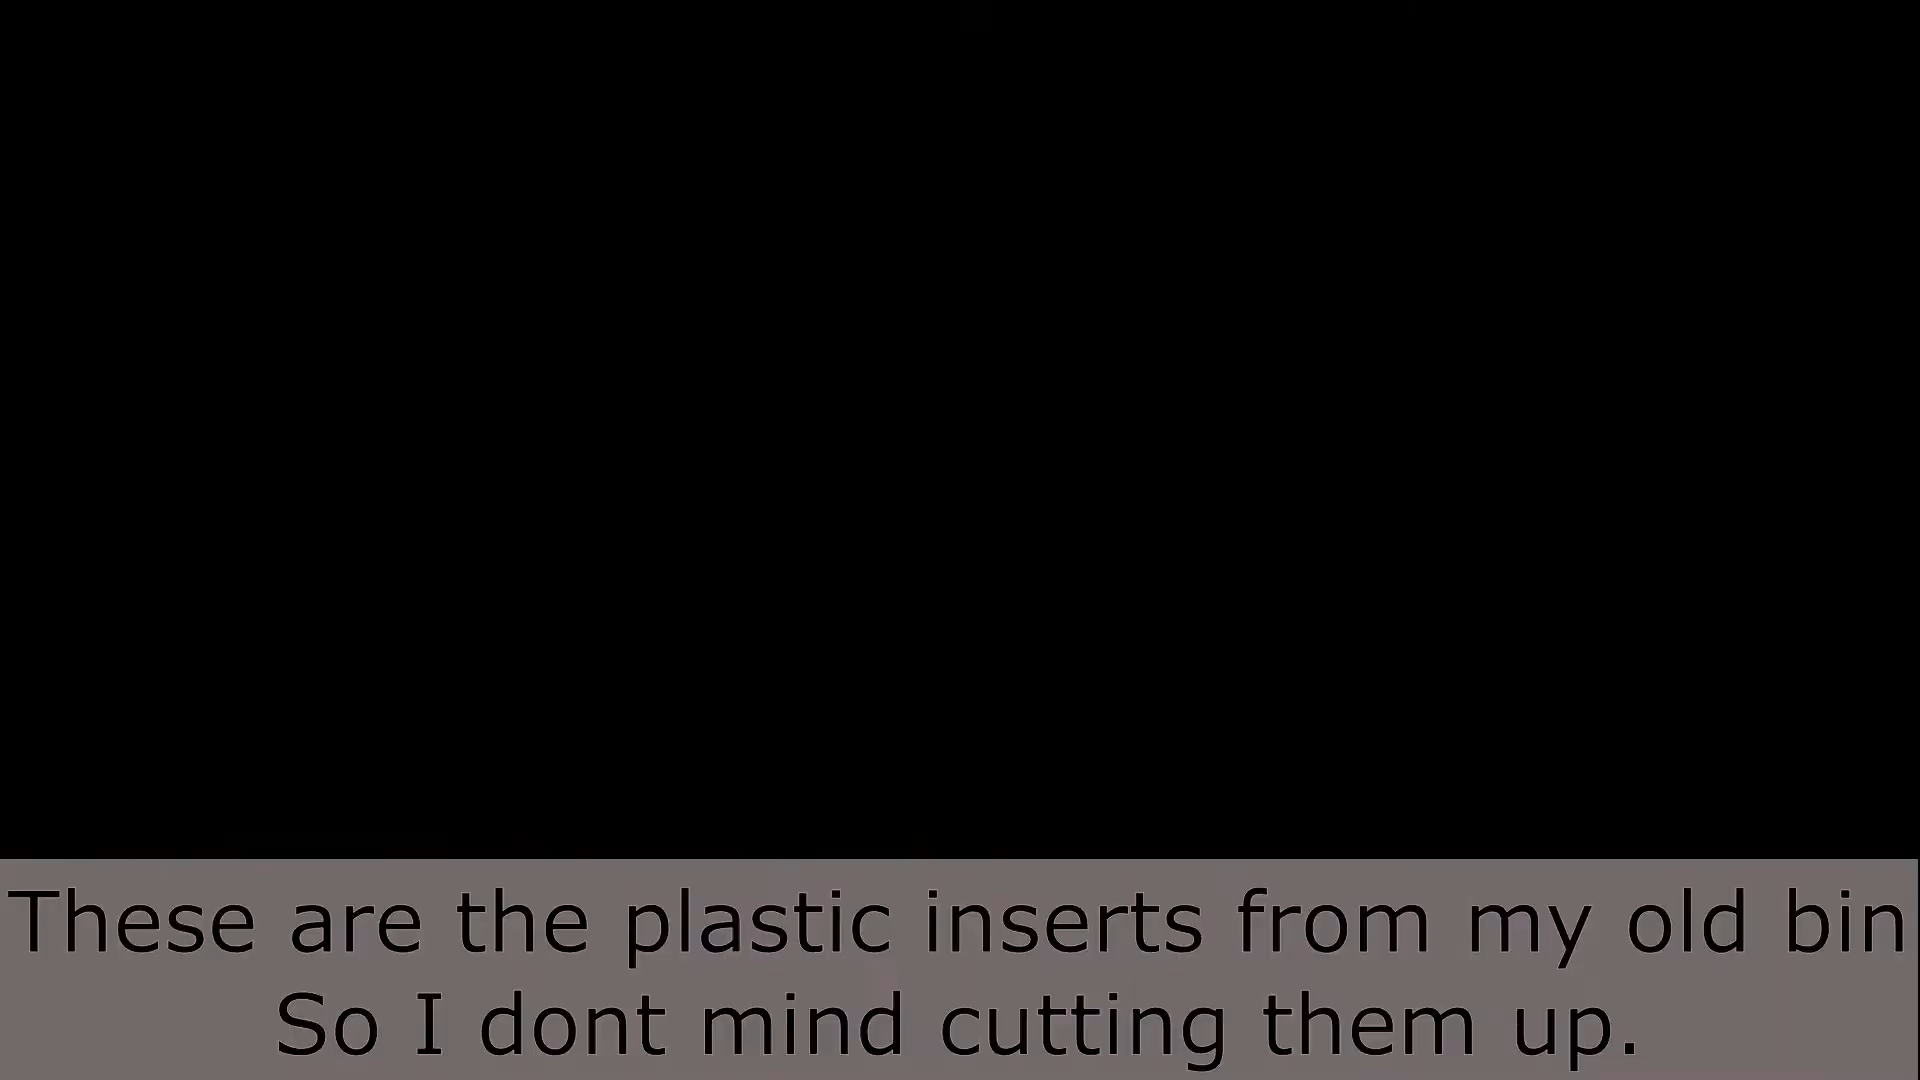 These are the plastic inserts from my old bin
So I dont mind cutting them up.